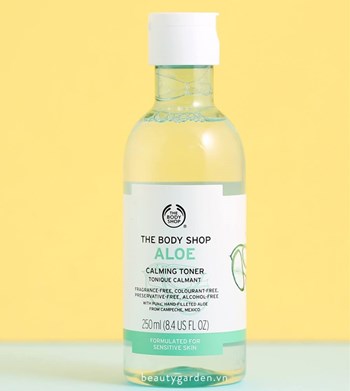 THE
BODY
SHOP
THE BODY SHOP
ALOE
CALMING TONER
TONIQUE CALMANT
FRAGRANCE-FREE, COLOURANT-FREE,
PRESERVATIVE-FREE, ALCOHOL-FREE
WITH PURE, HAND-FILLETED ALOE
FROM CAMPECHE, MEXICO
250 ml (8.4 US FL OZ)
FORMULATED FOR
SENSITIVE SKIN
beautygarden.vn